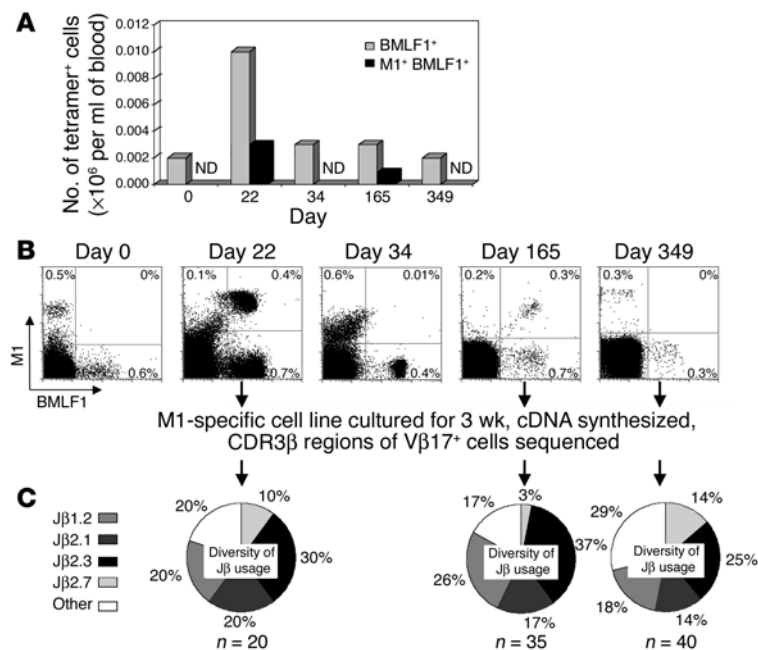 A
No. of tetramer⁺ cells
(×10⁶ per ml of blood)
0.012
0.010
0.008
0.006
0.004
0.002
0.000
BMLF1⁺
M1⁺ BMLF1⁺
ND
ND
ND
0
22
34
165
349
Day
B
Day 0
Day 22
Day 34
Day 165
Day 349
0.5%
0%
0.1%
0.4%
0.6%
0.01%
0.2%
0.3%
0.3%
0%
0.6%
0.7%
0.4%
0.7%
0.3%
M1
BMLF1
M1-specific cell line cultured for 3 wk, cDNA synthesized,
CDR3β regions of Vβ17⁺ cells sequenced
C
Jβ1.2
Jβ2.1
Jβ2.3
Jβ2.7
Other
20%
10%
30%
20%
20%
Diversity of
Jβ usage
n = 20
17%
3%
37%
17%
26%
Diversity of
Jβ usage
n = 35
29%
14%
25%
14%
18%
Diversity of
Jβ usage
n = 40